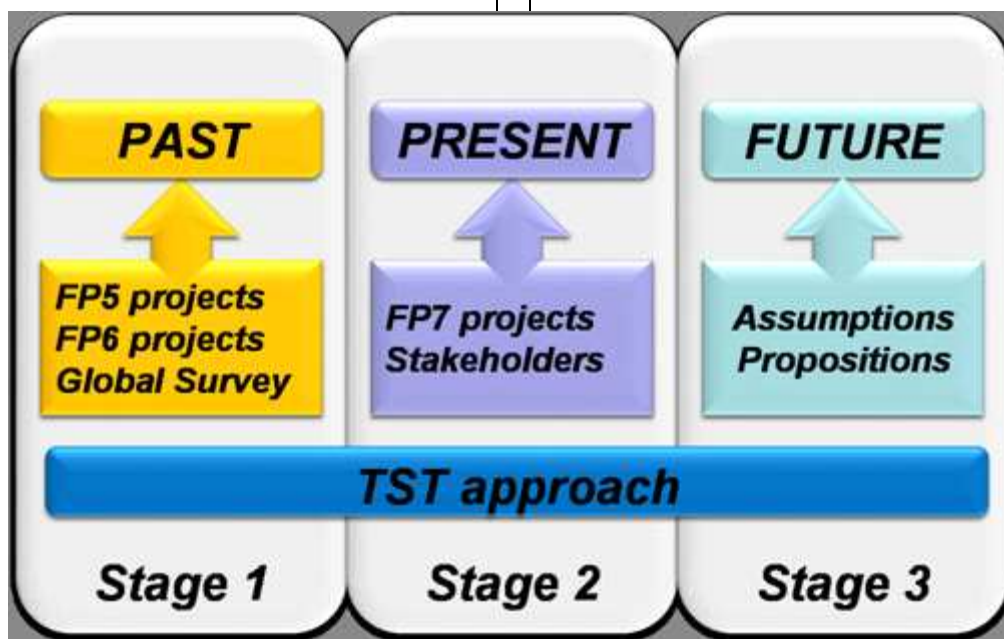 PAST
FP5 projects
FP6 projects
Global Survey
PRESENT
FP7 projects
Stakeholders
FUTURE
Assumptions
Propositions
TST approach
Stage 1
Stage 2
Stage 3